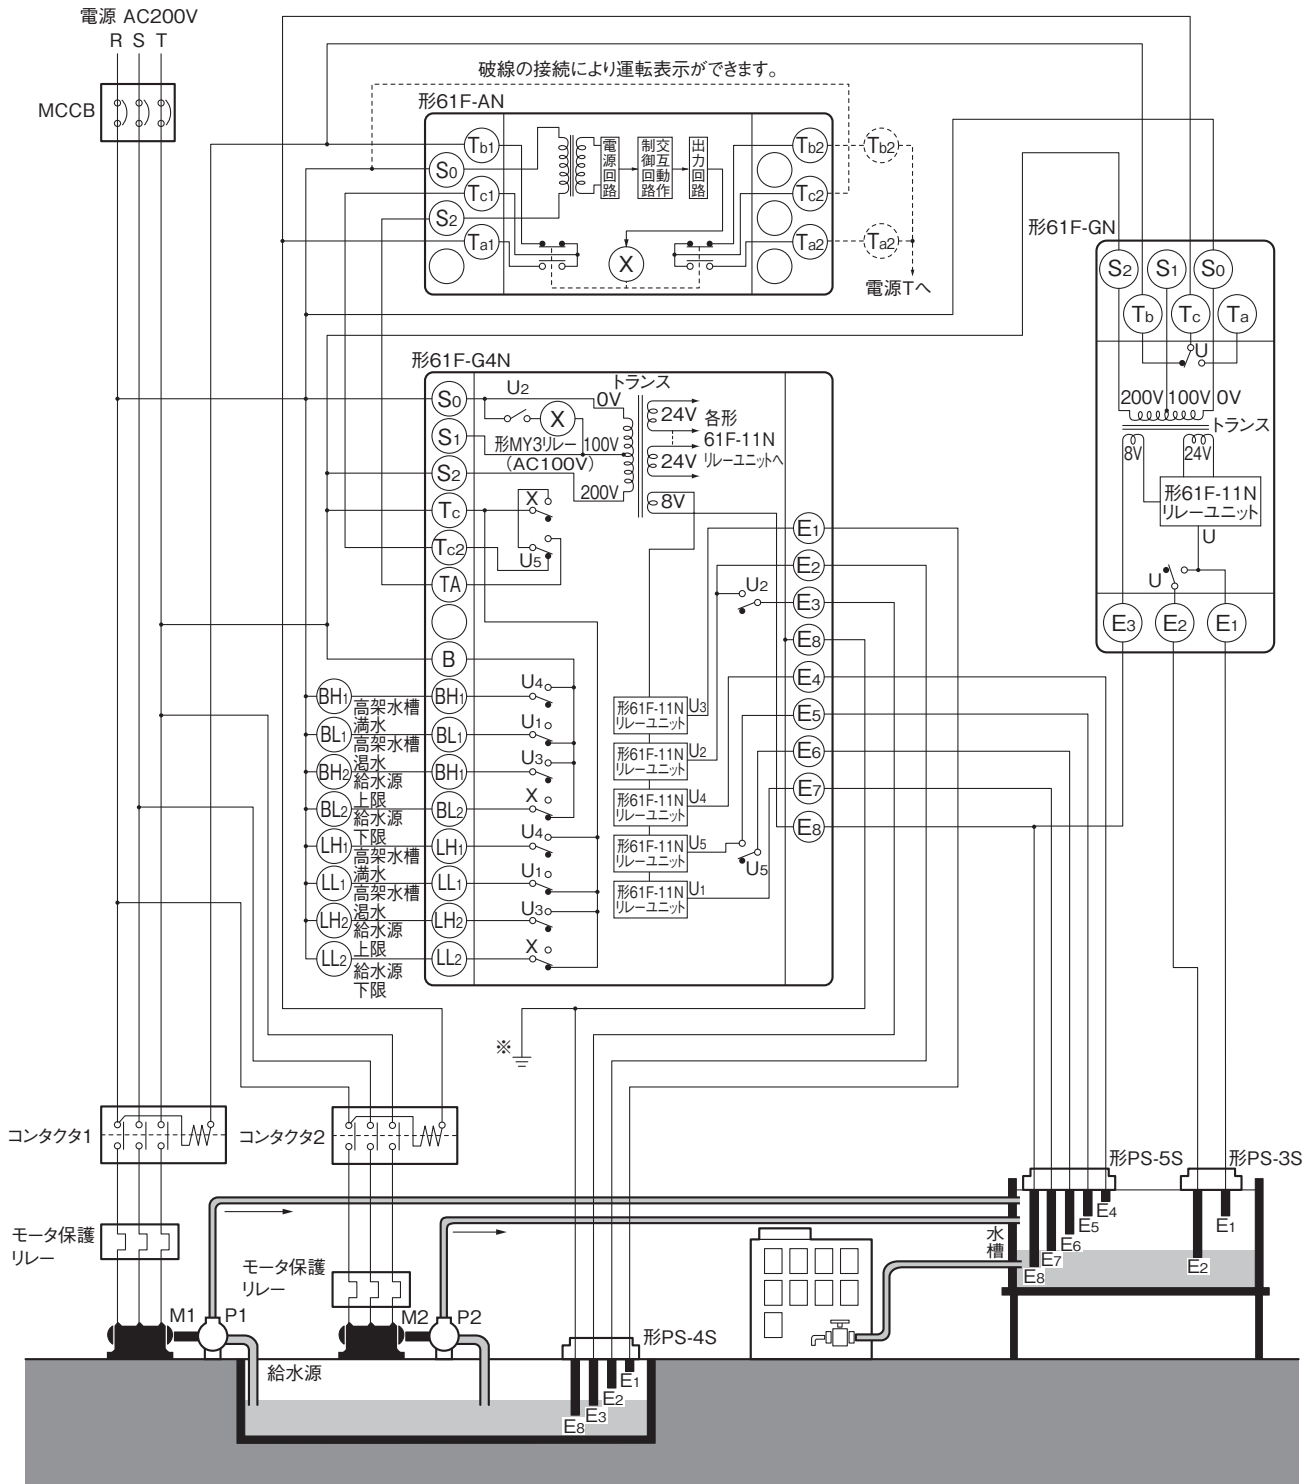 電源 AC200V
R S T
MCCB
破線の接続により運転表示ができます。
形61F-AN
Tb1
S0
Tc1
S2
Ta1
電源回路
交互動作制御回路
出力回路
X
Tb2
Tc2
Ta2
Tb2
Ta2
電源Tへ
形61F-GN
S2 S1 S0
Tb Tc Ta
U
200V 100V 0V
トランス
8V 24V
形61F-11N
リレーユニット
U
U
E3 E2 E1
形61F-G4N
S0
S1
S2
Tc
Tc2
TA
B
BH1
BL1
BH1
BL2
LH1
LL1
LH2
LL2
U2
X
形MY3リレー
(AC100V)
トランス
0V
100V
200V
24V
24V
8V
各形
61F-11N
リレーユニットへ
X
U5
U4
U1
U3
X
U4
U1
U3
X
BH1
高架水槽
満水
BL1
高架水槽
渇水
BH2
給水源
上限
BL2
給水源
下限
LH1
高架水槽
満水
LL1
高架水槽
渇水
LH2
給水源
上限
LL2
給水源
下限
形61F-11N
リレーユニット
U3
形61F-11N
リレーユニット
U2
形61F-11N
リレーユニット
U4
形61F-11N
リレーユニット
U5
形61F-11N
リレーユニット
U1
U2
U5
E1
E2
E3
E8
E4
E5
E6
E7
E8
※
コンタクタ1
コンタクタ2
モータ保護
リレー
モータ保護
リレー
M1 P1
M2 P2
給水源
形PS-4S
E1
E2
E3
E8
形PS-5S
E4
E5
E6
E7
E8
水槽
形PS-3S
E1
E2